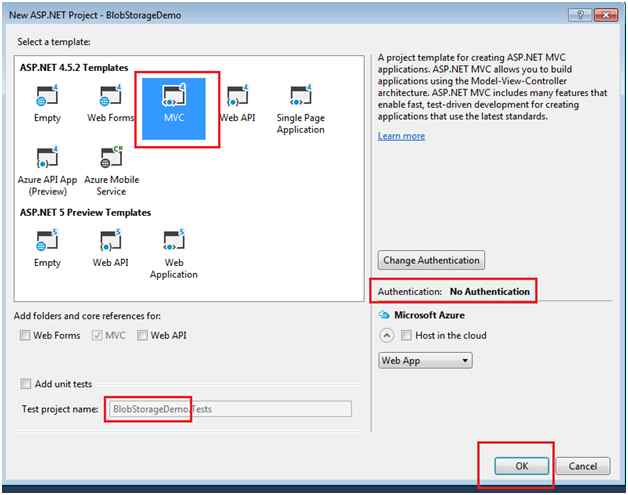 New ASP.NET Project - BlobStorageDemo
Select a template:
ASP.NET 4.5.2 Templates
Empty
Web Forms
MVC
Web API
Single Page
Application
Azure API App
(Preview)
Azure Mobile
Service
ASP.NET 5 Preview Templates
Empty
Web API
Web
Application
A project template for creating ASP.NET MVC
applications. ASP.NET MVC allows you to build
applications using the Model-View-Controller
architecture. ASP.NET MVC includes many features that
enable fast, test-driven development for creating
applications that use the latest standards.
Learn more
Change Authentication
Authentication: No Authentication
Microsoft Azure
Host in the cloud
Web App
Add folders and core references for:
Web Forms MVC Web API
Add unit tests
Test project name: BlobStorageDemo.Tests
OK Cancel